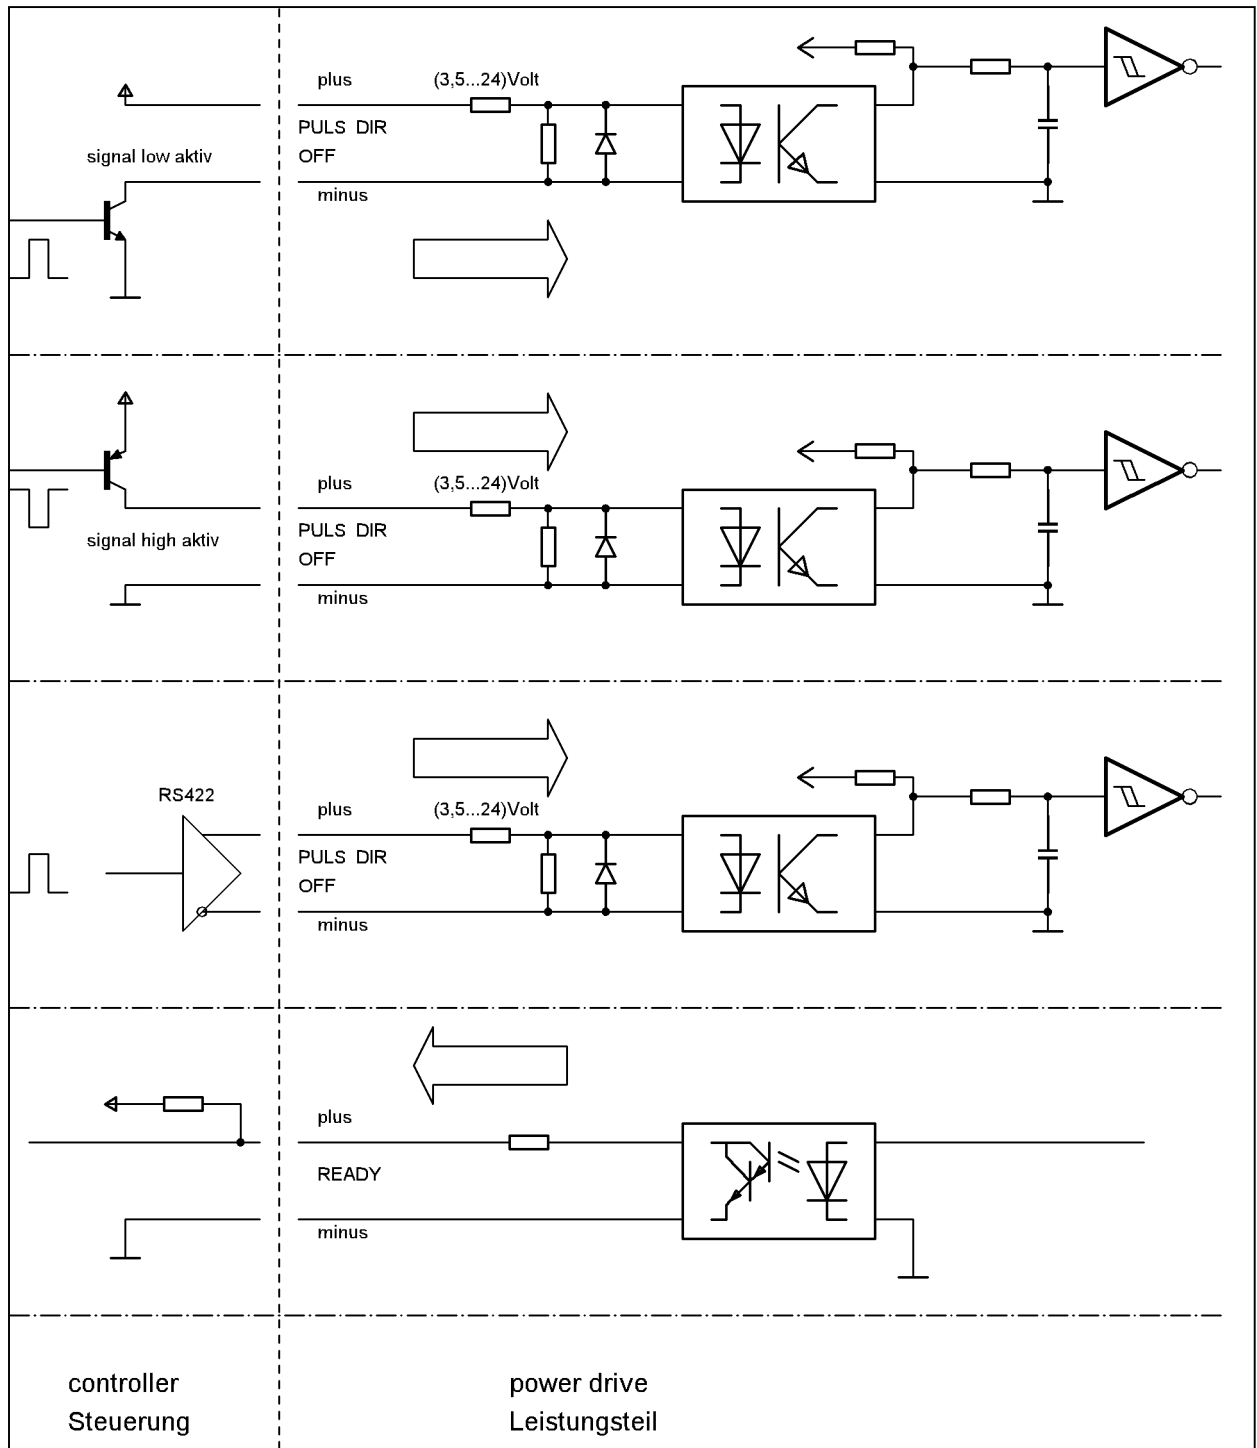 plus
(3,5...24)Volt
PULS DIR
OFF
signal low aktiv
minus
plus
(3,5...24)Volt
PULS DIR
signal high aktiv
OFF
minus
RS422
plus
(3,5...24)Volt
PULS DIR
OFF
minus
plus
READY
minus
controller
Steuerung
power drive
Leistungsteil